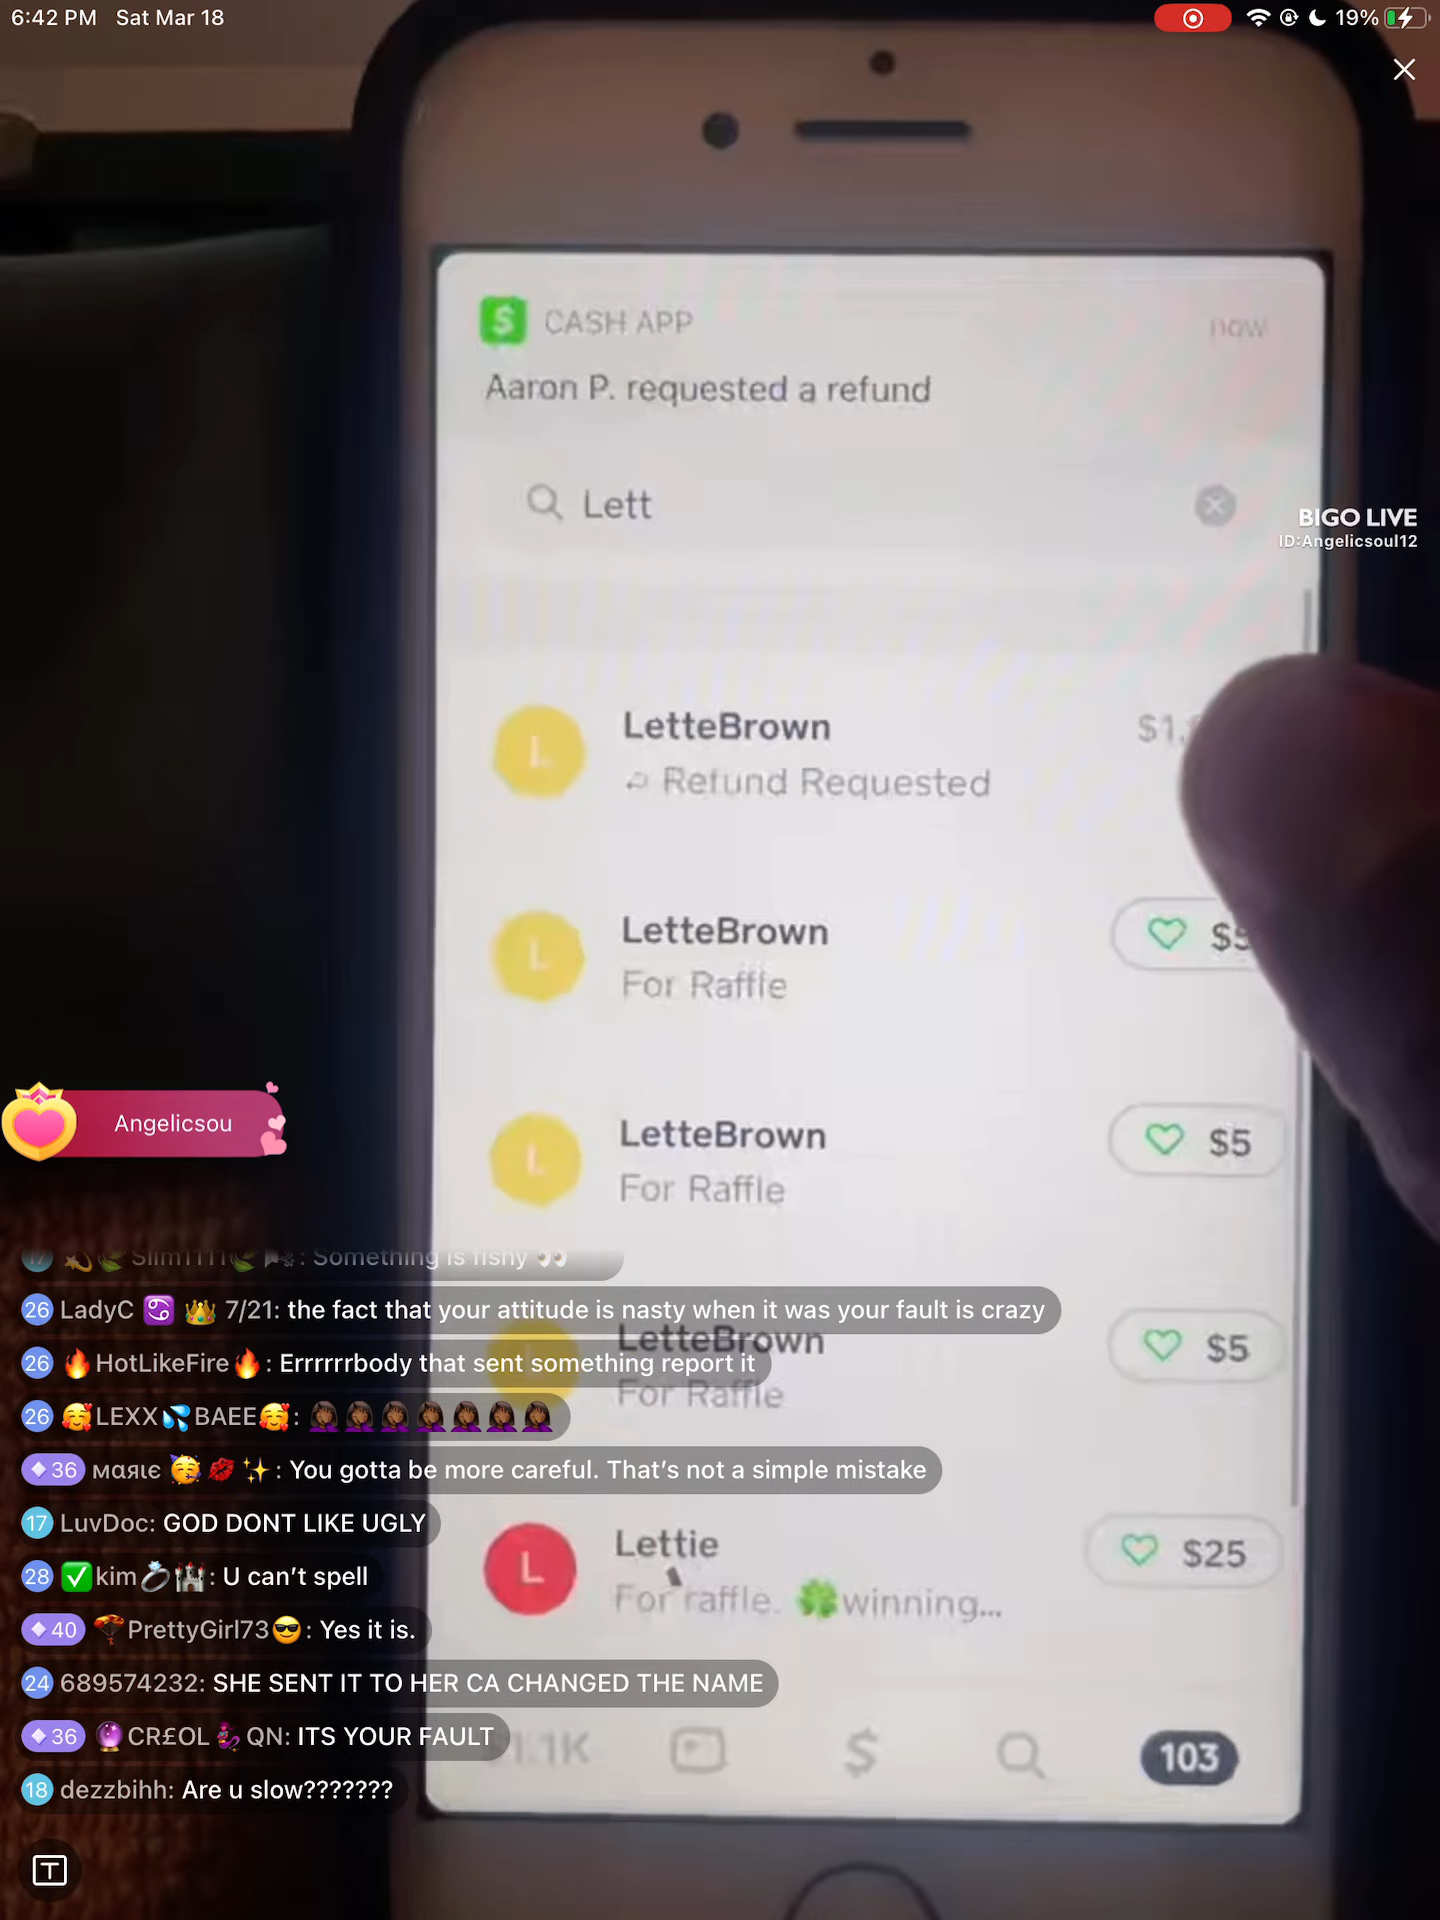 6:42 PM Sat Mar 18
19%
CASH APP
now
Aaron P. requested a refund
Lett
BIGO LIVE
ID:Angelicsoul12
L
LetteBrown
Refund Requested
L
LetteBrown
For Raffle
L
LetteBrown
$5
For Raffle
Angelicsou
17 Slim1111: Something is fishy 👀
26 LadyC ♋ 👑 7/21: the fact that your attitude is nasty when it was your fault is crazy
LetteBrown
$5
26 🔥HotLikeFire🔥: Errrrrrbody that sent something report it
For Raffle
26 🥰LEXX💦BAEE🥰: 🤦🏾‍♀️🤦🏾‍♀️🤦🏾‍♀️🤦🏾‍♀️🤦🏾‍♀️🤦🏾‍♀️🤦🏾‍♀️
36 мαяιє 🥳 💋 ✨: You gotta be more careful. That's not a simple mistake
17 LuvDoc: GOD DONT LIKE UGLY
L
Lettie
$25
28 ✅kim💍🏰: U can't spell
For raffle. 🍀winning...
40 PrettyGirl73😎: Yes it is.
24 689574232: SHE SENT IT TO HER CA CHANGED THE NAME
36 🔮CR£OL🧜🏾‍♀️QN: ITS YOUR FAULT
103
18 dezzbihh: Are u slow???????
T